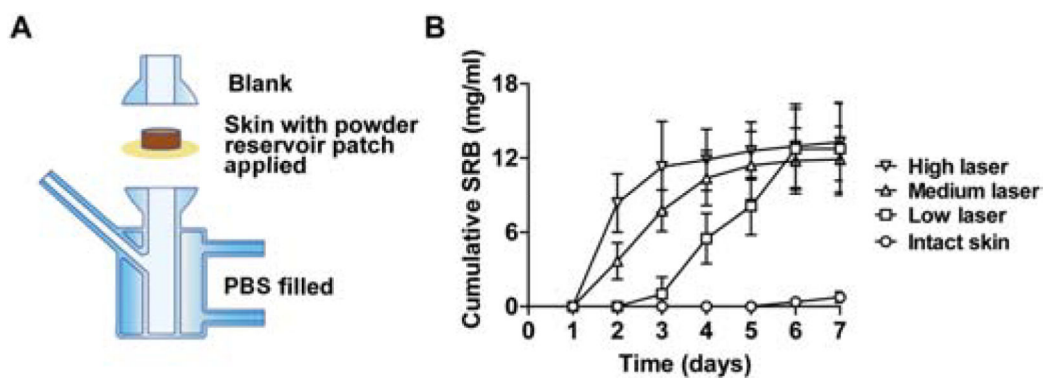 A
Blank
Skin with powder
reservoir patch
applied
PBS filled
B
Cumulative SRB (mg/ml)
18
12
6
0
0 1 2 3 4 5 6 7
Time (days)
High laser
Medium laser
Low laser
Intact skin